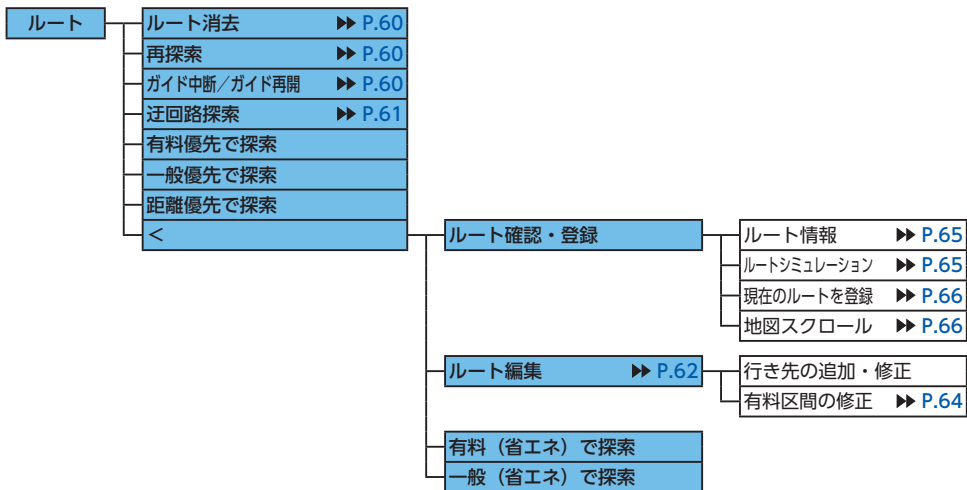 ルート
ルート消去 ▶▶ P.60
再探索 ▶▶ P.60
ガイド中断／ガイド再開 ▶▶ P.60
迂回路探索 ▶▶ P.61
有料優先で探索
一般優先で探索
距離優先で探索
＜
ルート確認・登録
ルート情報 ▶▶ P.65
ルートシミュレーション ▶▶ P.65
現在のルートを登録 ▶▶ P.66
地図スクロール ▶▶ P.66
ルート編集 ▶▶ P.62
行き先の追加・修正
有料区間の修正 ▶▶ P.64
有料（省エネ）で探索
一般（省エネ）で探索